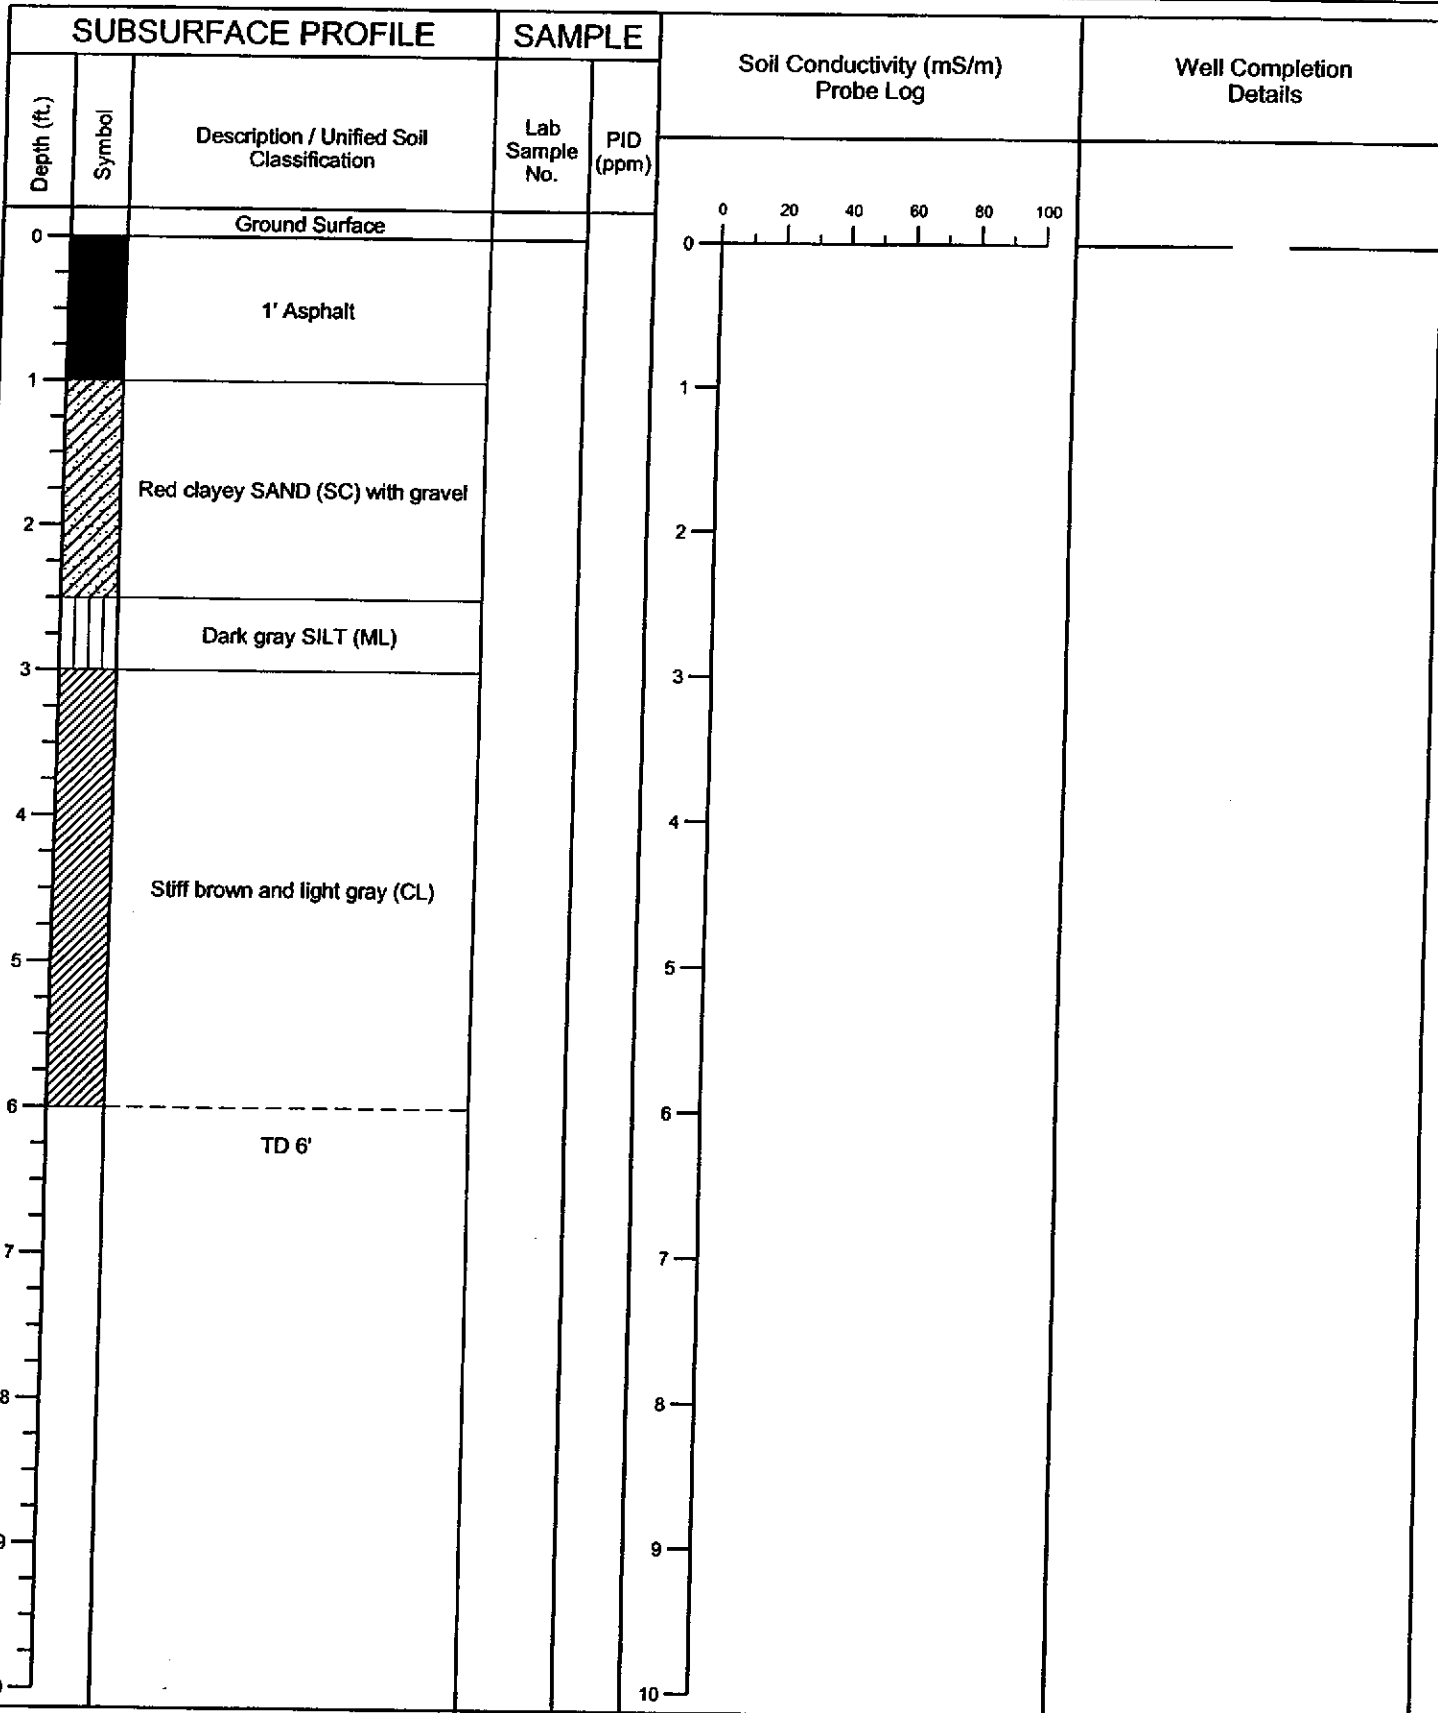 SUBSURFACE PROFILE
SAMPLE
Soil Conductivity (mS/m)
Probe Log
Well Completion
Details
Depth (ft.)
Symbol
Description / Unified Soil
Classification
Lab
Sample
No.
PID
(ppm)
Ground Surface
0 20 40 60 80 100
0
0
1' Asphalt
1
1
Red clayey SAND (SC) with gravel
2
2
Dark gray SILT (ML)
3
3
4
4
Stiff brown and light gray (CL)
5
5
6
6
TD 6'
7
7
8
8
9
9
10